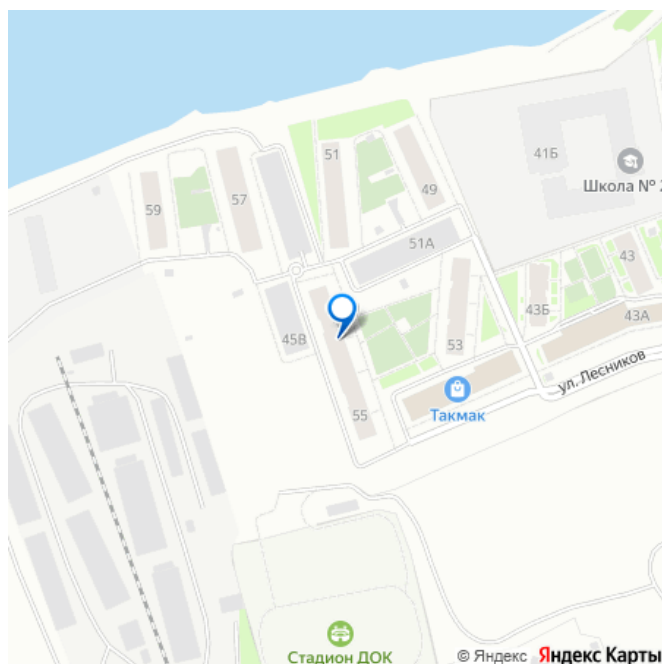 51
41Б
59
57
49
Школа № 2
51А
43
45В
43Б
43А
53
ул. Лесников
55
Такмак
Стадион ДОК
© Яндекс Яндекс Карты